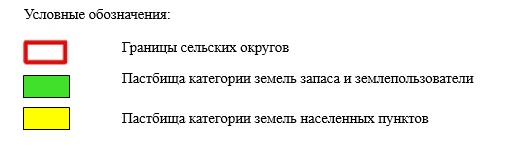 Условные обозначения:
Границы сельских округов
Пастбища категории земель запаса и землепользователи
Пастбища категории земель населенных пунктов